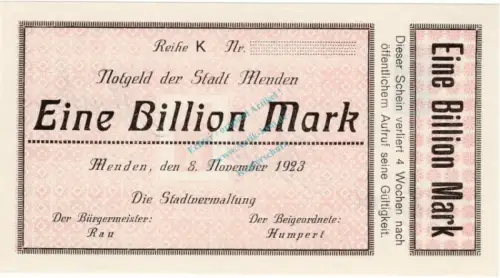 Reihe K Nr.
Notgeld der Stadt Menden
Eine Billion Mark
Menden, den 8. November 1923
Die Stadtverwaltung
Der Bürgermeister: Der Beigeordnete:
Rau Humpert
Dieser Schein verliert 4 Wochen nach
öffentlichem Aufruf seine Gültigkeit.
Eine Billion Mark